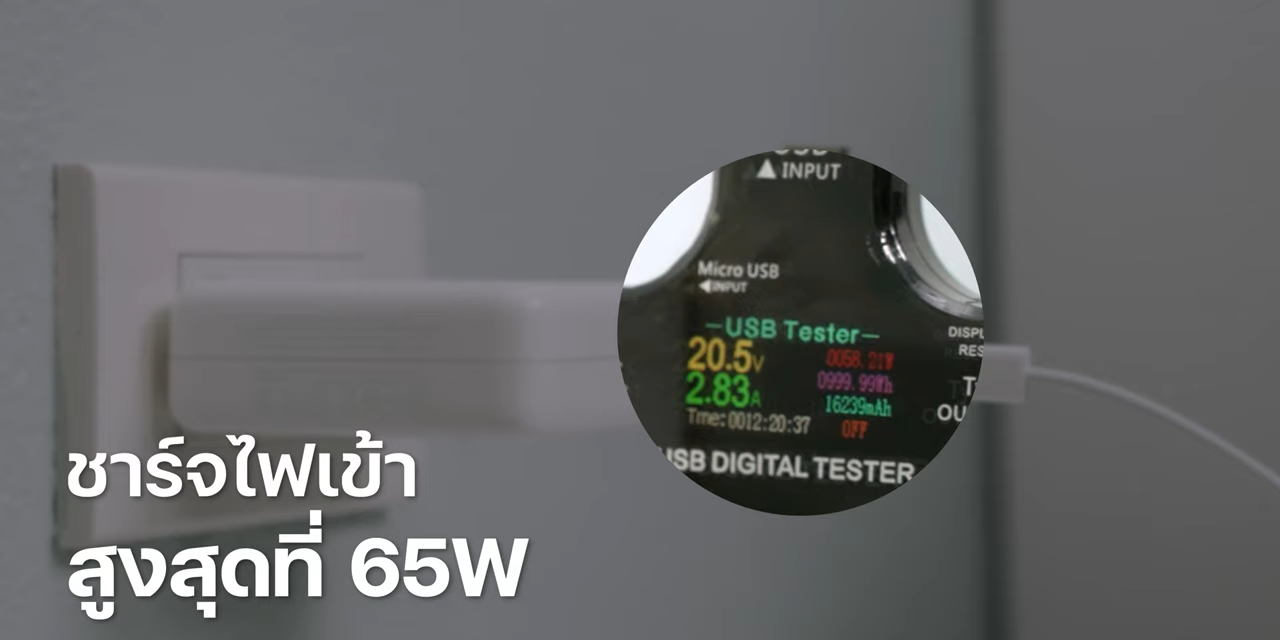 INPUT
Micro USB
INPUT
USB Tester
20.5V
0058.21W
2.83A
0999.99Wh
16239mAh
Tme:0012:20:37
OFF
USB DIGITAL TESTER
ชาร์จไฟเข้า
สูงสุดที่ 65W